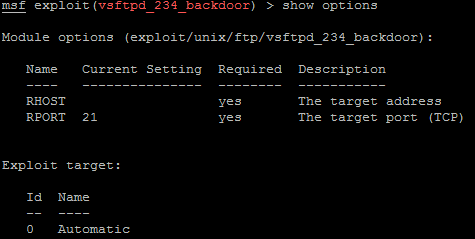 msf exploit(vsftpd_234_backdoor) > show options
Module options (exploit/unix/ftp/vsftpd_234_backdoor):
Name Current Setting Required Description
---- --------------- -------- -----------
RHOST yes The target address
RPORT 21 yes The target port (TCP)
Exploit target:
Id Name
-- ----
0 Automatic